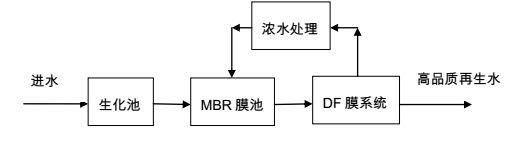 浓水处理
进水
高品质再生水
生化池
MBR 膜池
DF 膜系统